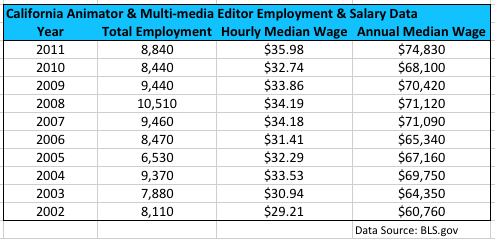 California Animator & Multi-media Editor Employment & Salary Data
Year Total Employment Hourly Median Wage Annual Median Wage
2011 8,840 $35.98 $74,830
2010 8,440 $32.74 $68,100
2009 9,440 $33.86 $70,420
2008 10,510 $34.19 $71,120
2007 9,460 $34.18 $71,090
2006 8,470 $31.41 $65,340
2005 6,530 $32.29 $67,160
2004 9,370 $33.53 $69,750
2003 7,880 $30.94 $64,350
2002 8,110 $29.21 $60,760
Data Source: BLS.gov